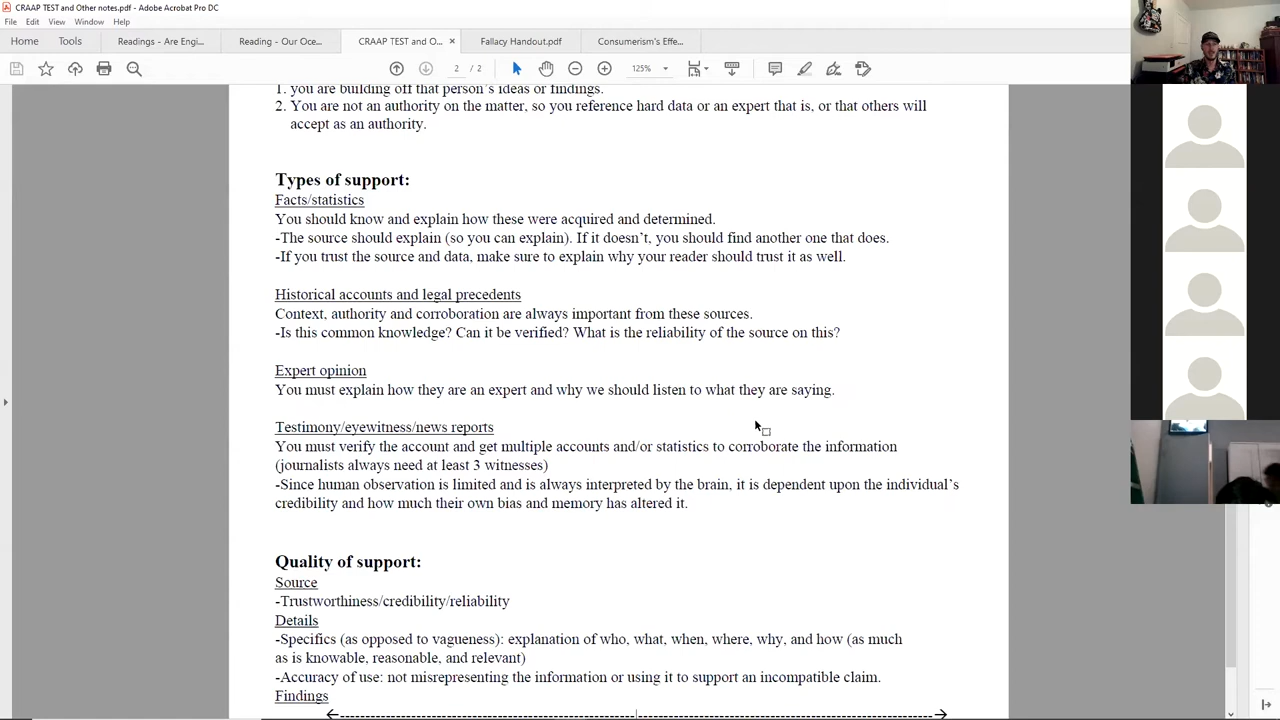 CRAAP TEST and Other notes.pdf - Adobe Acrobat Pro DC
File Edit View Window Help
Home Tools Readings - Are Engi... Reading - Our Oce... CRAAP TEST and O... × Fallacy Handout.pdf Consumerism's Effe...
2 / 2 125%
1. you are building off that person's ideas or findings.
2. You are not an authority on the matter, so you reference hard data or an expert that is, or that others will
accept as an authority.
Types of support:
Facts/statistics
You should know and explain how these were acquired and determined.
-The source should explain (so you can explain). If it doesn't, you should find another one that does.
-If you trust the source and data, make sure to explain why your reader should trust it as well.
Historical accounts and legal precedents
Context, authority and corroboration are always important from these sources.
-Is this common knowledge? Can it be verified? What is the reliability of the source on this?
Expert opinion
You must explain how they are an expert and why we should listen to what they are saying.
Testimony/eyewitness/news reports
You must verify the account and get multiple accounts and/or statistics to corroborate the information
(journalists always need at least 3 witnesses)
-Since human observation is limited and is always interpreted by the brain, it is dependent upon the individual's
credibility and how much their own bias and memory has altered it.
Quality of support:
Source
-Trustworthiness/credibility/reliability
Details
-Specifics (as opposed to vagueness): explanation of who, what, when, where, why, and how (as much
as is knowable, reasonable, and relevant)
-Accuracy of use: not misrepresenting the information or using it to support an incompatible claim.
Findings